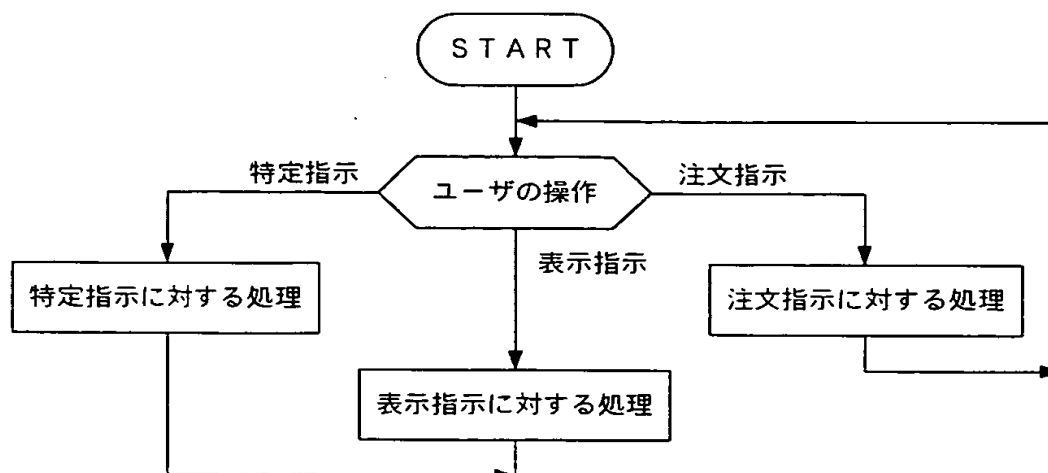 START
特定指示
ユーザの操作
注文指示
表示指示
特定指示に対する処理
注文指示に対する処理
表示指示に対する処理